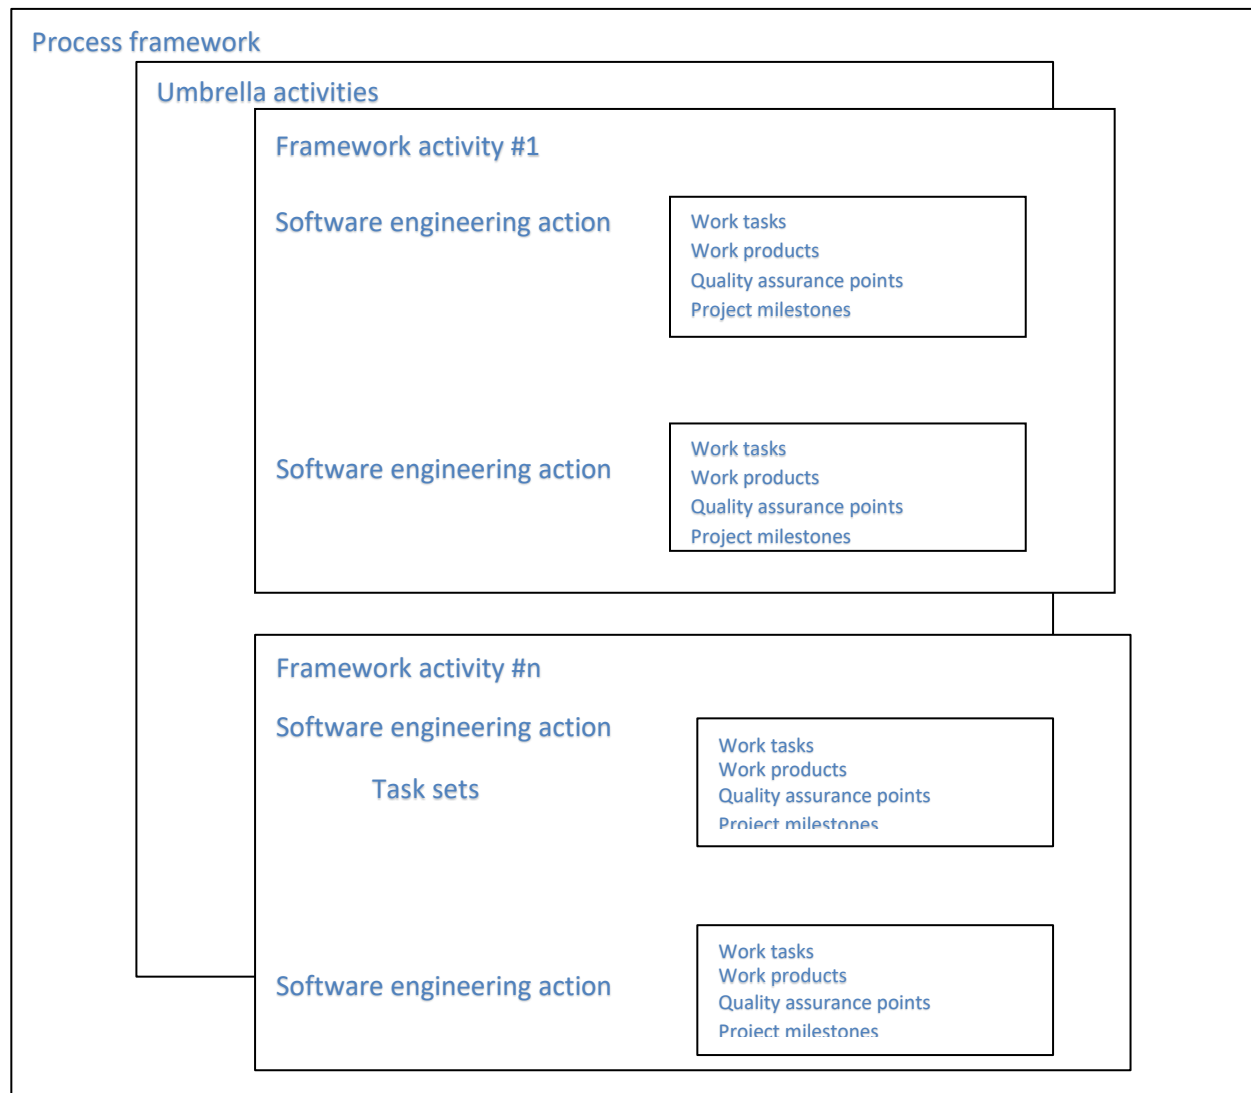 Process framework
Umbrella activities
Framework activity #1
Software engineering action
Work tasks
Work products
Quality assurance points
Project milestones
Software engineering action
Work tasks
Work products
Quality assurance points
Project milestones
Framework activity #n
Software engineering action
Task sets
Work tasks
Work products
Quality assurance points
Project milestones
Software engineering action
Work tasks
Work products
Quality assurance points
Project milestones